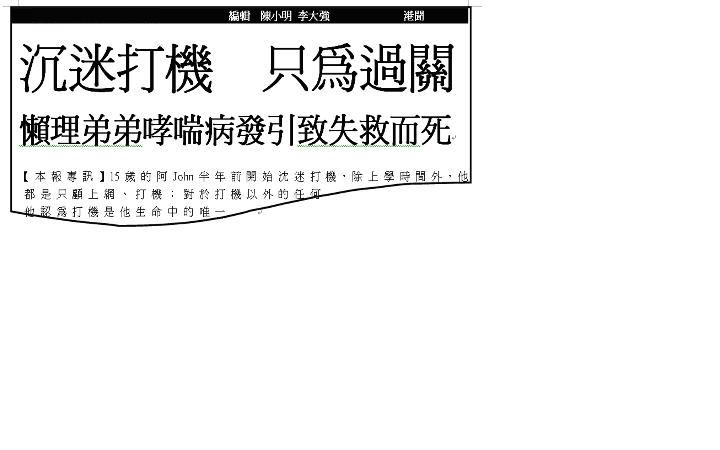 編輯 陳小明 李大強 港聞
沉迷打機 只為過關
懶理弟弟哮喘病發引致失救而死
【本報專訊】15歲的阿John半年前開始沈迷打機，除上學時間外，他
都是只顧上網、打機；對於打機以外的任何
他認為打機是他生命中的唯一